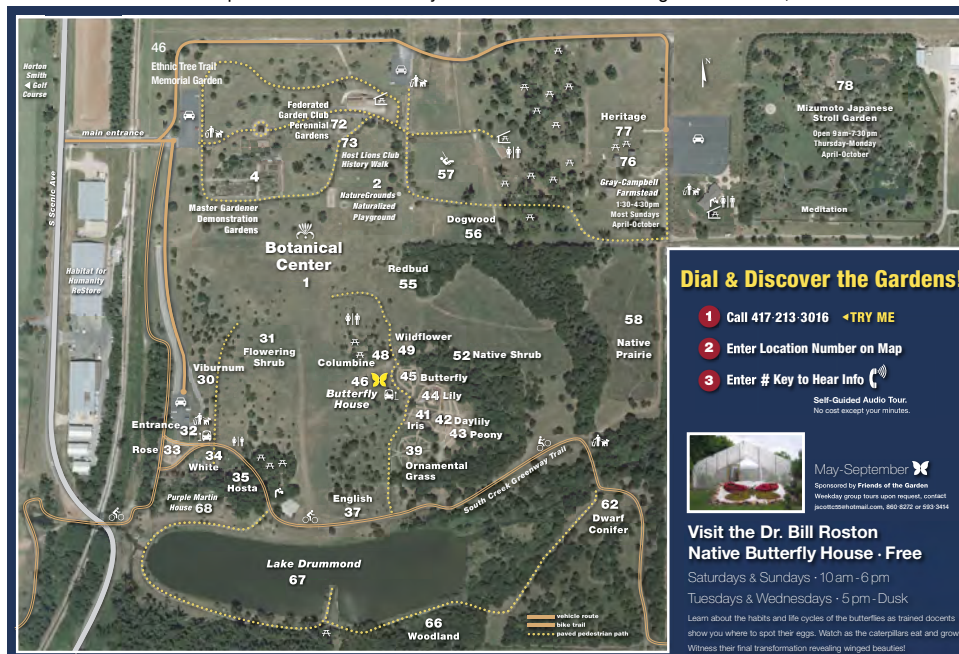 Horton
Smith
Golf
Course
46
Ethnic Tree Trail
Memorial Garden
main entrance
S Scenic Ave
Habitat for
Humanity
ReStore
Federated
Garden Club
Perennial
Gardens
72
73
Host Lions Club
History Walk
4
Master Gardener
Demonstration
Gardens
2
NatureGrounds®
Naturalized
Playground
57
Dogwood
56
Heritage
77
76
Gray-Campbell
Farmstead
1:30-4:30pm
Most Sundays
April-October
N
78
Mizumoto Japanese
Stroll Garden
Open 9am-7:30pm
Thursday-Monday
April-October
Meditation
Botanical
Center
1
Redbud
55
58
Native
Prairie
31
Flowering
Shrub
Viburnum
30
Columbine 48
Wildflower
49
52 Native Shrub
46
Butterfly
House
45 Butterfly
44 Lily
41
Iris
42 Daylily
43 Peony
39
Ornamental
Grass
Entrance
32
Rose 33
34
White
35
Hosta
Purple Martin
House 68
English
37
South Creek Greenway Trail
62
Dwarf
Conifer
Lake Drummond
67
66
Woodland
vehicle route
bike trail
paved pedestrian path
Dial & Discover the Gardens!
1 Call 417·213·3016 TRY ME
2 Enter Location Number on Map
3 Enter # Key to Hear Info
Self-Guided Audio Tour.
No cost except your minutes.
May-September
Sponsored by Friends of the Garden
Weekday group tours upon request, contact
jscottc55@hotmail.com, 860-8272 or 593-3414
Visit the Dr. Bill Roston
Native Butterfly House · Free
Saturdays & Sundays · 10 am - 6 pm
Tuesdays & Wednesdays · 5 pm - Dusk
Learn about the habits and life cycles of the butterflies as trained docents
show you where to spot their eggs. Watch as the caterpillars eat and grow.
Witness their final transformation revealing winged beauties!